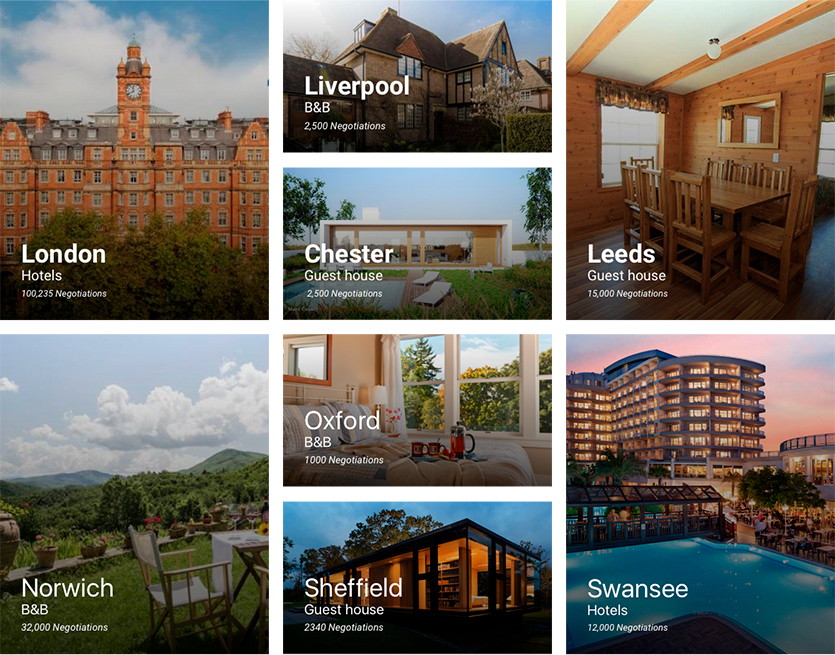 London
Hotels
100,235 Negotiations
Liverpool
B&B
2,500 Negotiations
Chester
Guest house
2,500 Negotiations
Leeds
Guest house
15,000 Negotiations
Norwich
B&B
32,000 Negotiations
Oxford
B&B
1000 Negotiations
Sheffield
Guest house
2340 Negotiations
Swansee
Hotels
12,000 Negotiations